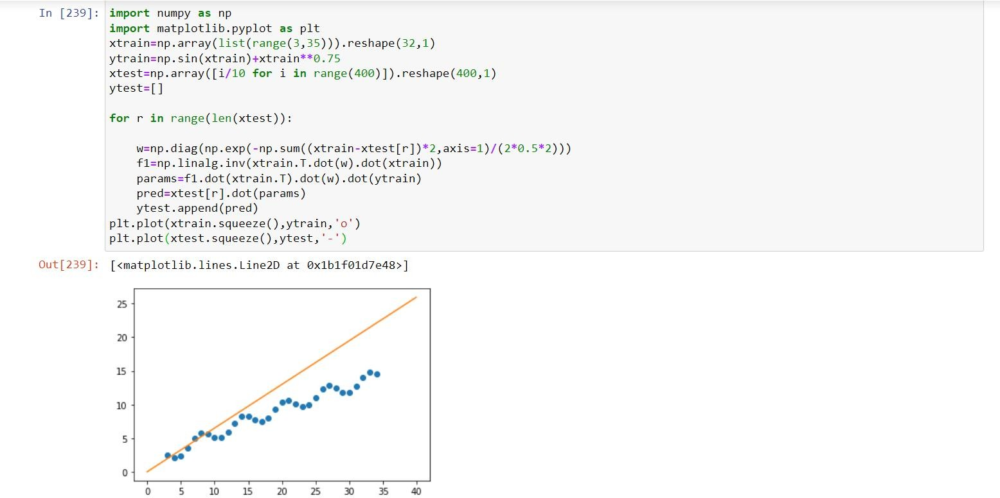 In [239]: import numpy as np
import matplotlib.pyplot as plt
xtrain=np.array(list(range(3,35))).reshape(32,1)
ytrain=np.sin(xtrain)+xtrain**0.75
xtest=np.array([i/10 for i in range(400)]).reshape(400,1)
ytest=[]
for r in range(len(xtest)):
w=np.diag(np.exp(-np.sum((xtrain-xtest[r])*2,axis=1)/(2*0.5*2)))
f1=np.linalg.inv(xtrain.T.dot(w).dot(xtrain))
params=f1.dot(xtrain.T).dot(w).dot(ytrain)
pred=xtest[r].dot(params)
ytest.append(pred)
plt.plot(xtrain.squeeze(),ytrain,'o')
plt.plot(xtest.squeeze(),ytest,'-')
Out[239]: [<matplotlib.lines.Line2D at 0x1b1f01d7e48>]
25
20
15
10
5
0
0 5 10 15 20 25 30 35 40